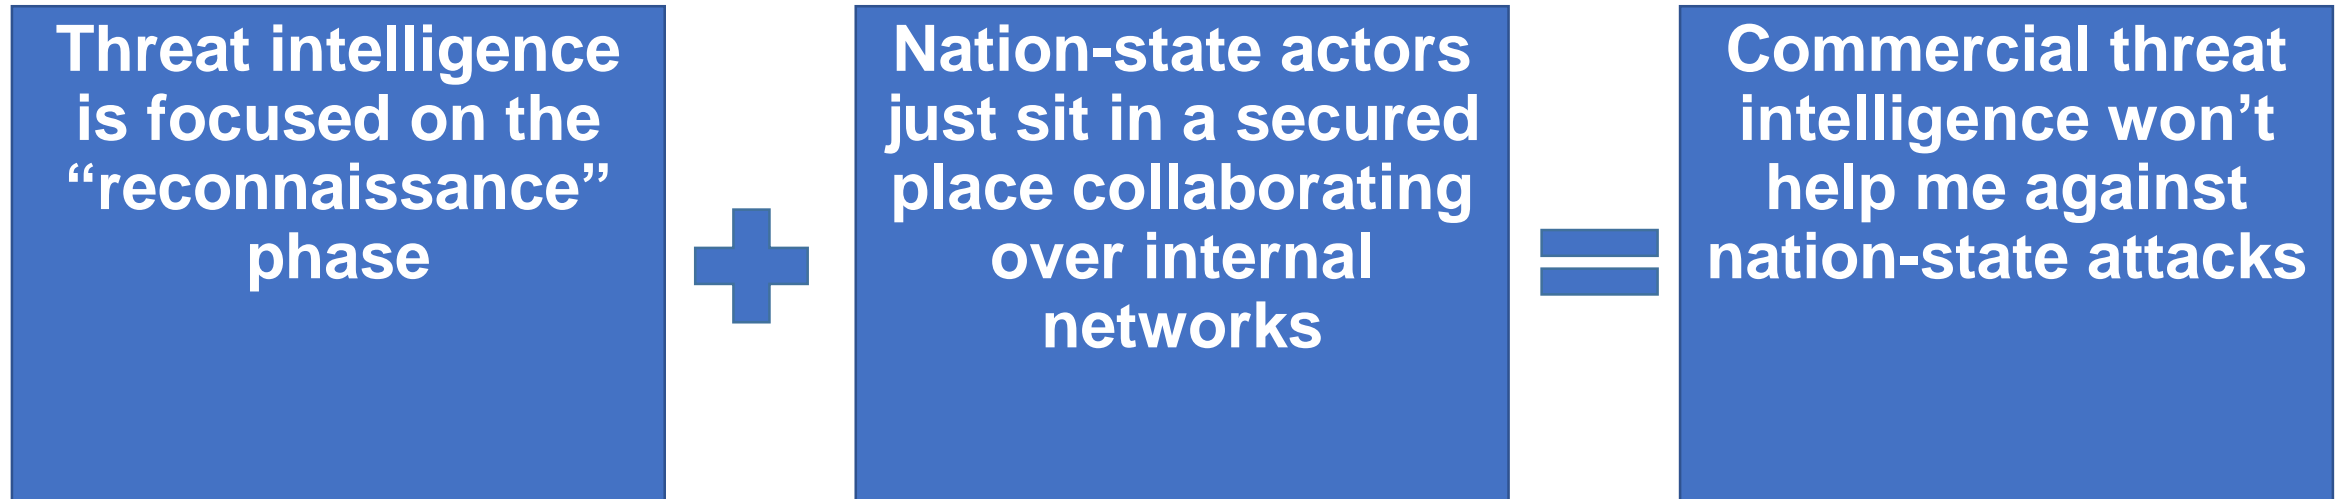 Threat intelligence
is focused on the
“reconnaissance”
phase
Nation-state actors
just sit in a secured
place collaborating
over internal
networks
Commercial threat
intelligence won’t
help me against
nation-state attacks